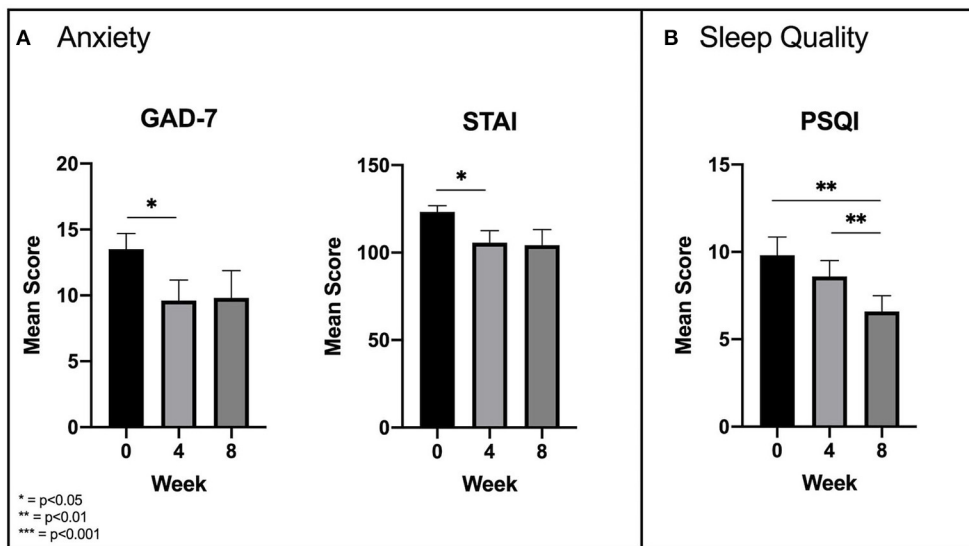 A Anxiety
GAD-7
Mean Score
20
15
10
5
0
*
0 4 8
Week
STAI
Mean Score
150
100
50
0
*
0 4 8
Week
* = p<0.05
** = p<0.01
*** = p<0.001
B Sleep Quality
PSQI
Mean Score
15
10
5
0
**
**
0 4 8
Week